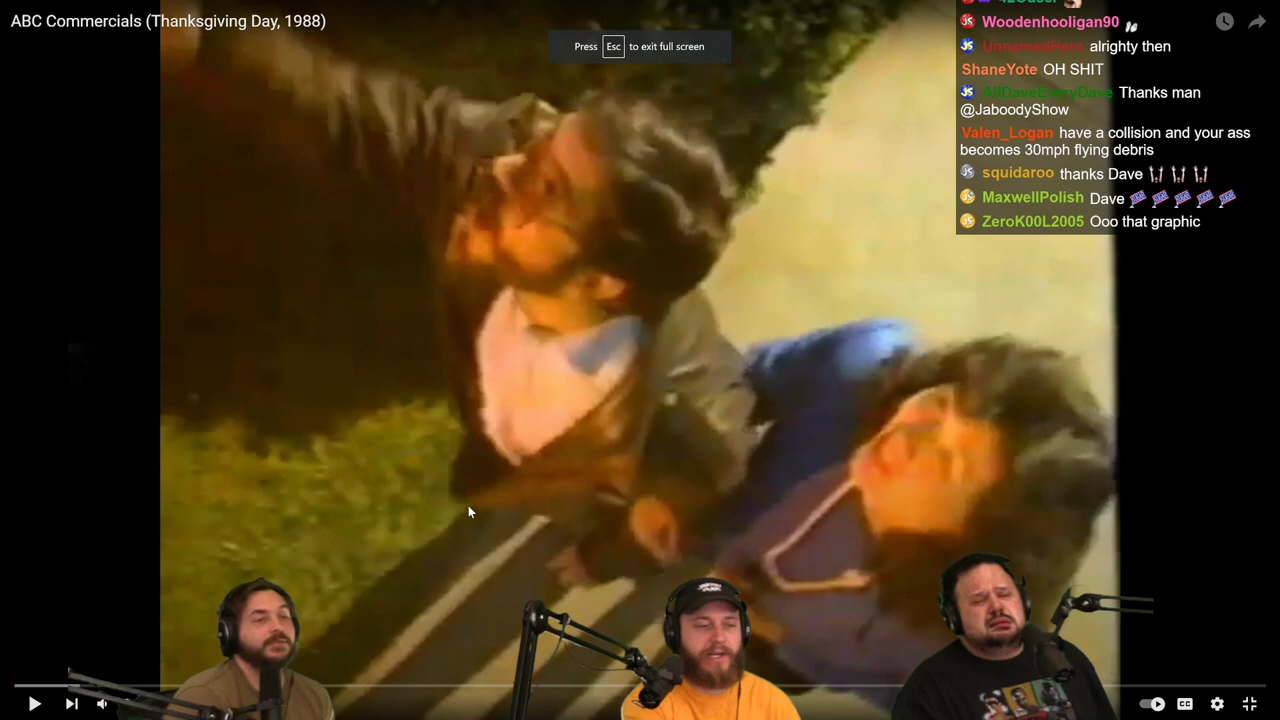 ABC Commercials (Thanksgiving Day, 1988)
Press Esc to exit full screen
Woodenhooligan90
UnnamedHero alrighty then
ShaneYote OH SHIT
AllDaveEveryDave Thanks man
@JaboodyShow
Valen_Logan have a collision and your ass
becomes 30mph flying debris
squidaroo thanks Dave
MaxwellPolish Dave
ZeroK00L2005 Ooo that graphic